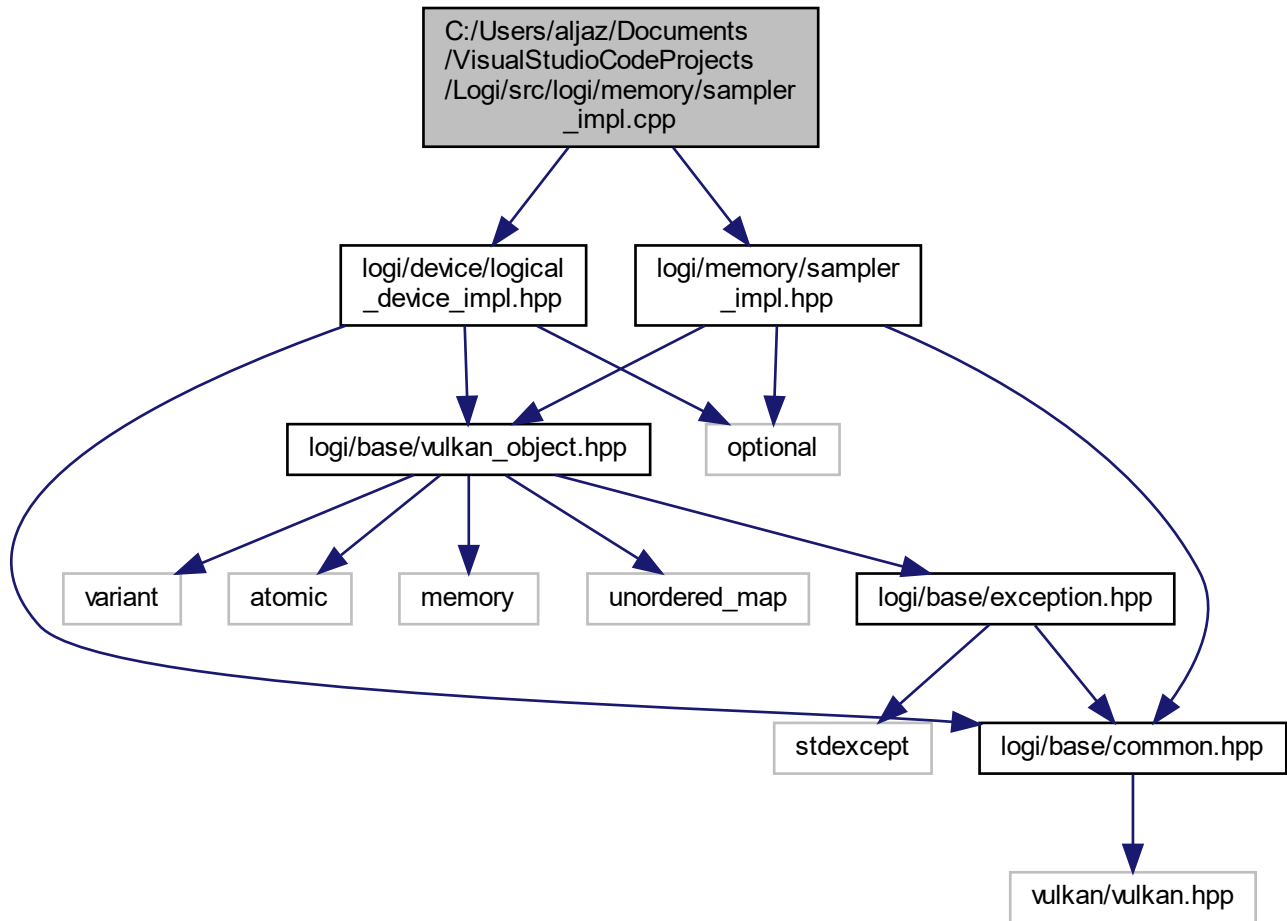 C:/Users/aljaz/Documents
/VisualStudioCodeProjects
/Logi/src/logi/memory/sampler
_impl.cpp
logi/device/logical
_device_impl.hpp
logi/memory/sampler
_impl.hpp
logi/base/vulkan_object.hpp
optional
variant
atomic
memory
unordered_map
logi/base/exception.hpp
stdexcept
logi/base/common.hpp
vulkan/vulkan.hpp